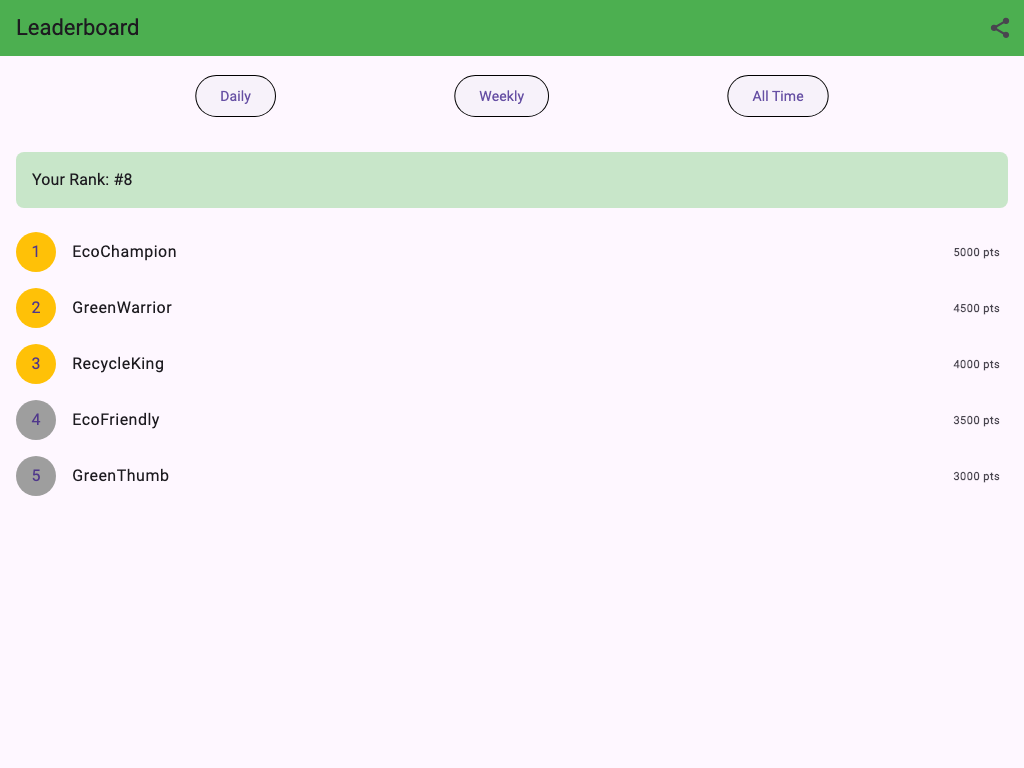 Leaderboard
Daily Weekly All Time
Your Rank: #8
1 EcoChampion 5000 pts
2 GreenWarrior 4500 pts
3 RecycleKing 4000 pts
4 EcoFriendly 3500 pts
5 GreenThumb 3000 pts